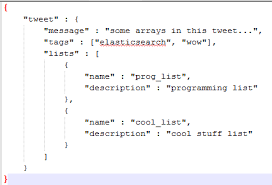 {
    "tweet" : {
        "message" : "some arrays in this tweet...",
        "tags" : ["elasticsearch", "wow"],
        "lists" : [
            {
                "name" : "prog_list",
                "description" : "programming list"
            },
            {
                "name" : "cool_list",
                "description" : "cool stuff list"
            }
        ]
    }
}